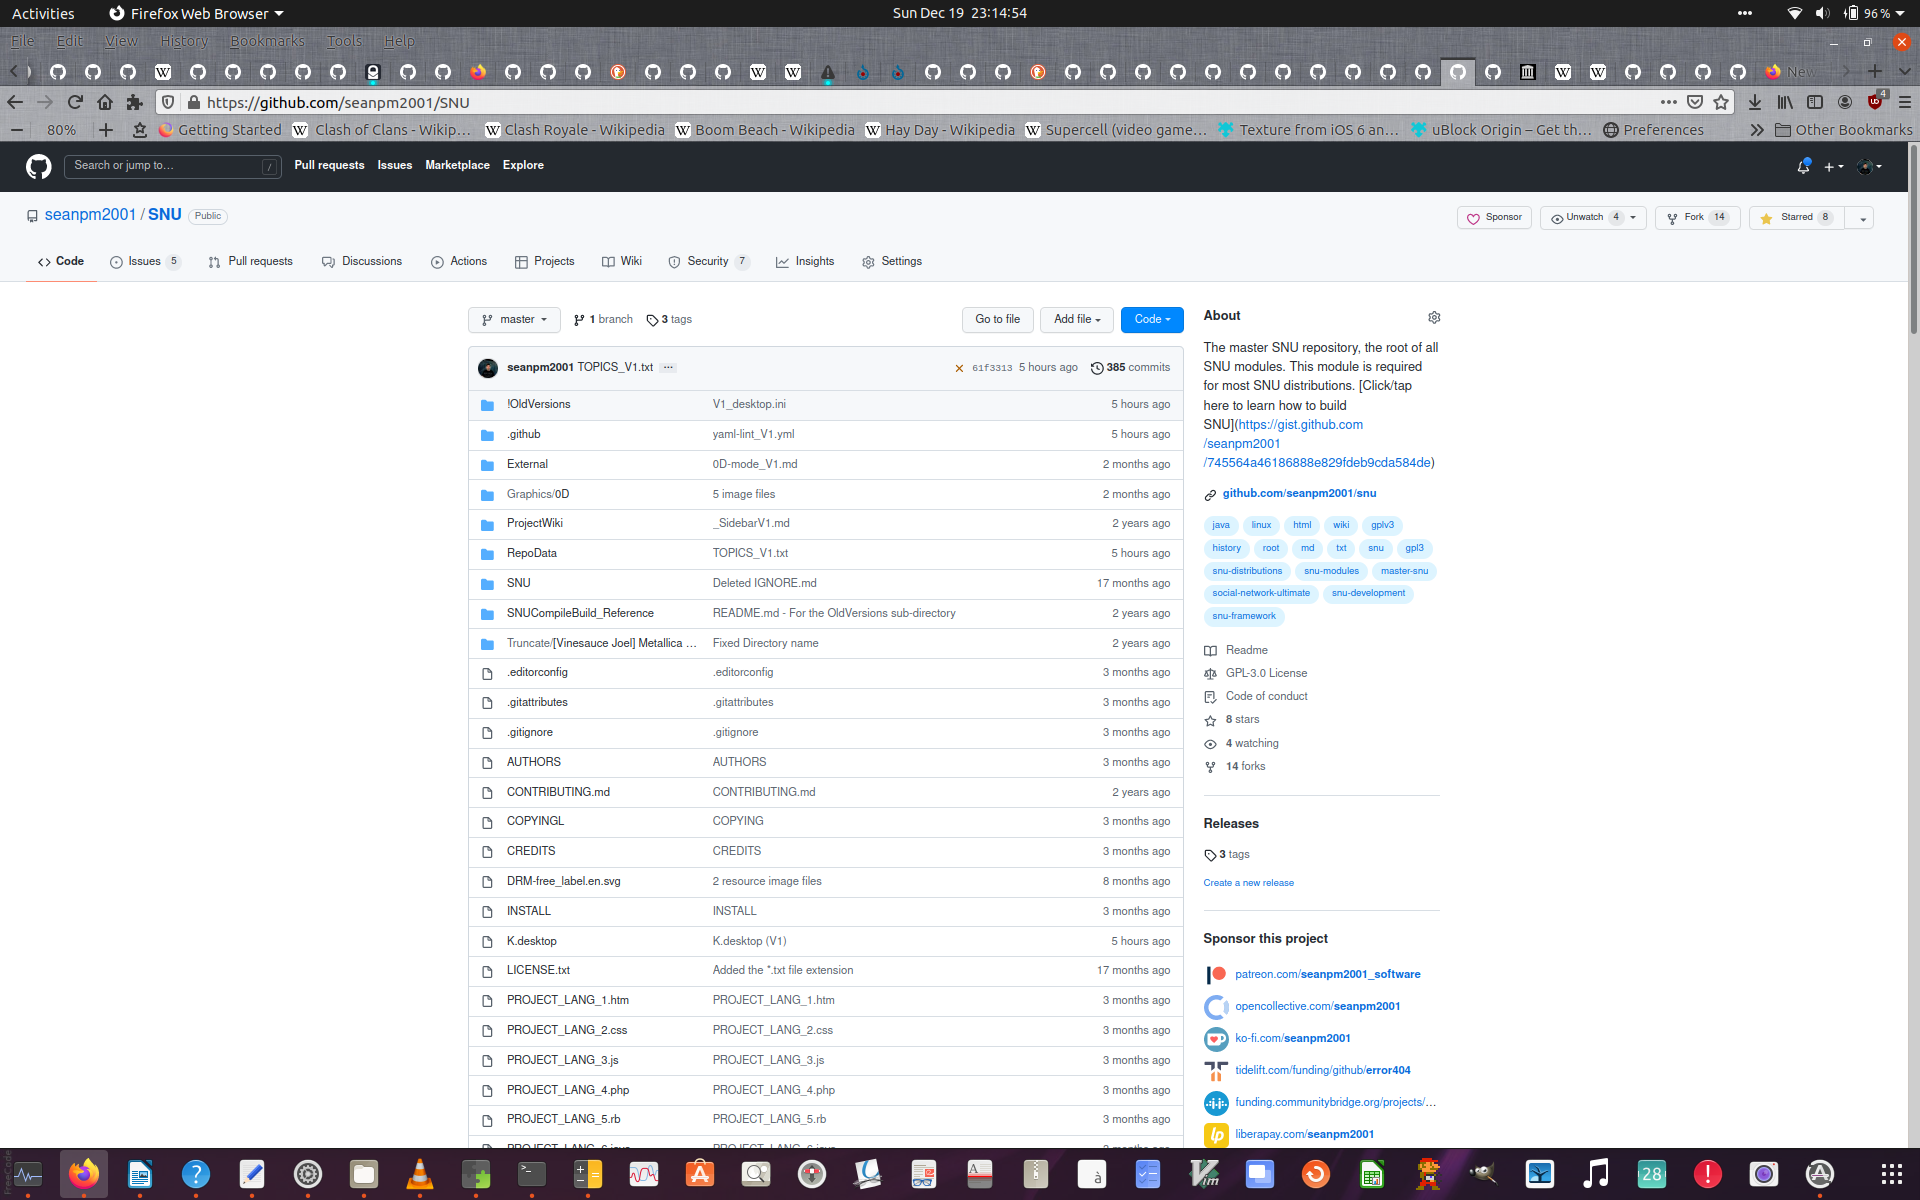 Activities
Firefox Web Browser
Sun Dec 19 23:14:54
96 %
File Edit View History Bookmarks Tools Help
New
https://github.com/seanpm2001/SNU
4
80%
Getting Started
Clash of Clans - Wikip…
Clash Royale - Wikipedia
Boom Beach - Wikipedia
Hay Day - Wikipedia
Supercell (video game…
Texture from iOS 6 an…
uBlock Origin – Get th…
Preferences
Other Bookmarks
Search or jump to…
/
Pull requests Issues Marketplace Explore
seanpm2001 / SNU Public
Sponsor
Unwatch 4
Fork 14
Starred 8
Code
Issues 5
Pull requests
Discussions
Actions
Projects
Wiki
Security 7
Insights
Settings
master
1 branch
3 tags
Go to file
Add file
Code
seanpm2001 TOPICS_V1.txt ... 61f3313 5 hours ago 385 commits
!OldVersions V1_desktop.ini 5 hours ago
.github yaml-lint_V1.yml 5 hours ago
External 0D-mode_V1.md 2 months ago
Graphics/0D 5 image files 2 months ago
ProjectWiki _SidebarV1.md 2 years ago
RepoData TOPICS_V1.txt 5 hours ago
SNU Deleted IGNORE.md 17 months ago
SNUCompileBuild_Reference README.md - For the OldVersions sub-directory 2 years ago
Truncate/[Vinesauce Joel] Metallica … Fixed Directory name 2 years ago
.editorconfig .editorconfig 3 months ago
.gitattributes .gitattributes 3 months ago
.gitignore .gitignore 3 months ago
AUTHORS AUTHORS 3 months ago
CONTRIBUTING.md CONTRIBUTING.md 2 years ago
COPYINGL COPYING 3 months ago
CREDITS CREDITS 3 months ago
DRM-free_label.en.svg 2 resource image files 8 months ago
INSTALL INSTALL 3 months ago
K.desktop K.desktop (V1) 5 hours ago
LICENSE.txt Added the *.txt file extension 17 months ago
PROJECT_LANG_1.htm PROJECT_LANG_1.htm 3 months ago
PROJECT_LANG_2.css PROJECT_LANG_2.css 3 months ago
PROJECT_LANG_3.js PROJECT_LANG_3.js 3 months ago
PROJECT_LANG_4.php PROJECT_LANG_4.php 3 months ago
PROJECT_LANG_5.rb PROJECT_LANG_5.rb 3 months ago
About
The master SNU repository, the root of all
SNU modules. This module is required
for most SNU distributions. [Click/tap
here to learn how to build
SNU](https://gist.github.com
/seanpm2001
/745564a46186888e829fdeb9cda584de)
github.com/seanpm2001/snu
java linux html wiki gplv3
history root md txt snu gpl3
snu-distributions snu-modules master-snu
social-network-ultimate snu-development
snu-framework
Readme
GPL-3.0 License
Code of conduct
8 stars
4 watching
14 forks
Releases
3 tags
Create a new release
Sponsor this project
patreon.com/seanpm2001_software
opencollective.com/seanpm2001
ko-fi.com/seanpm2001
tidelift.com/funding/github/error404
funding.communitybridge.org/projects/…
liberapay.com/seanpm2001
28